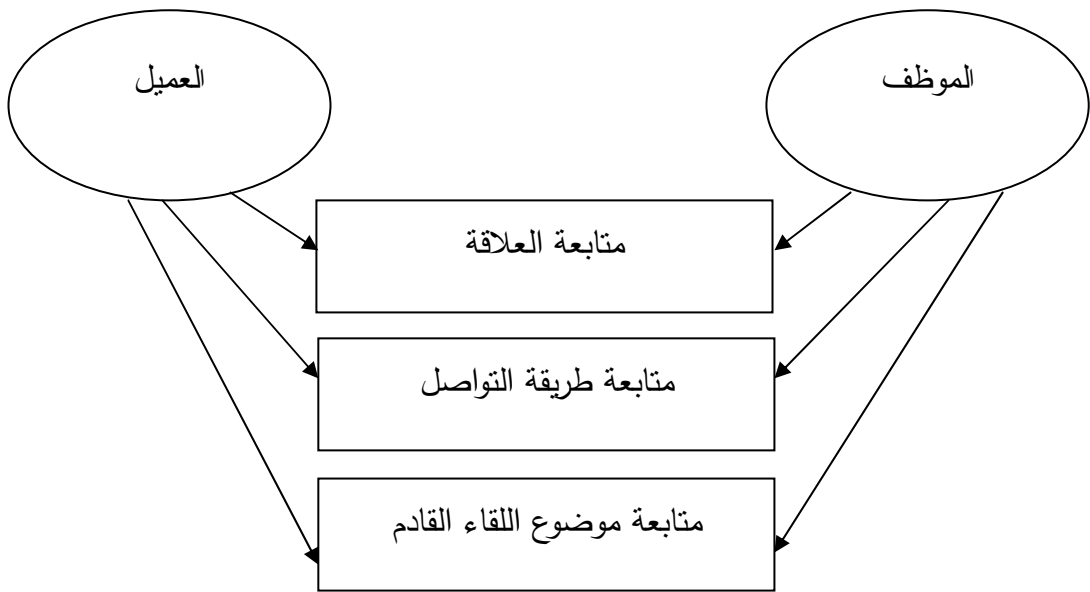 الموظف
العميل
متابعة العلاقة
متابعة طريقة التواصل
متابعة موضوع اللقاء القادم